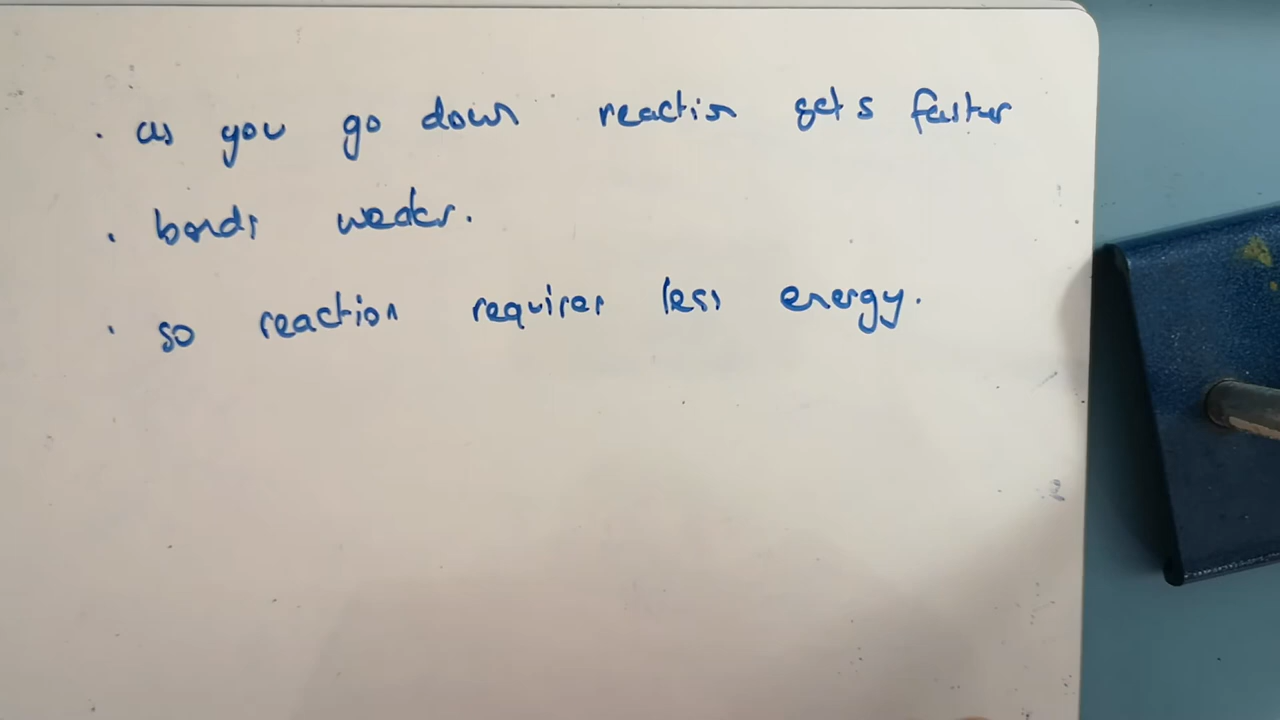 · as you go down reaction gets faster
· bonds weaker.
· so reaction requires less energy.